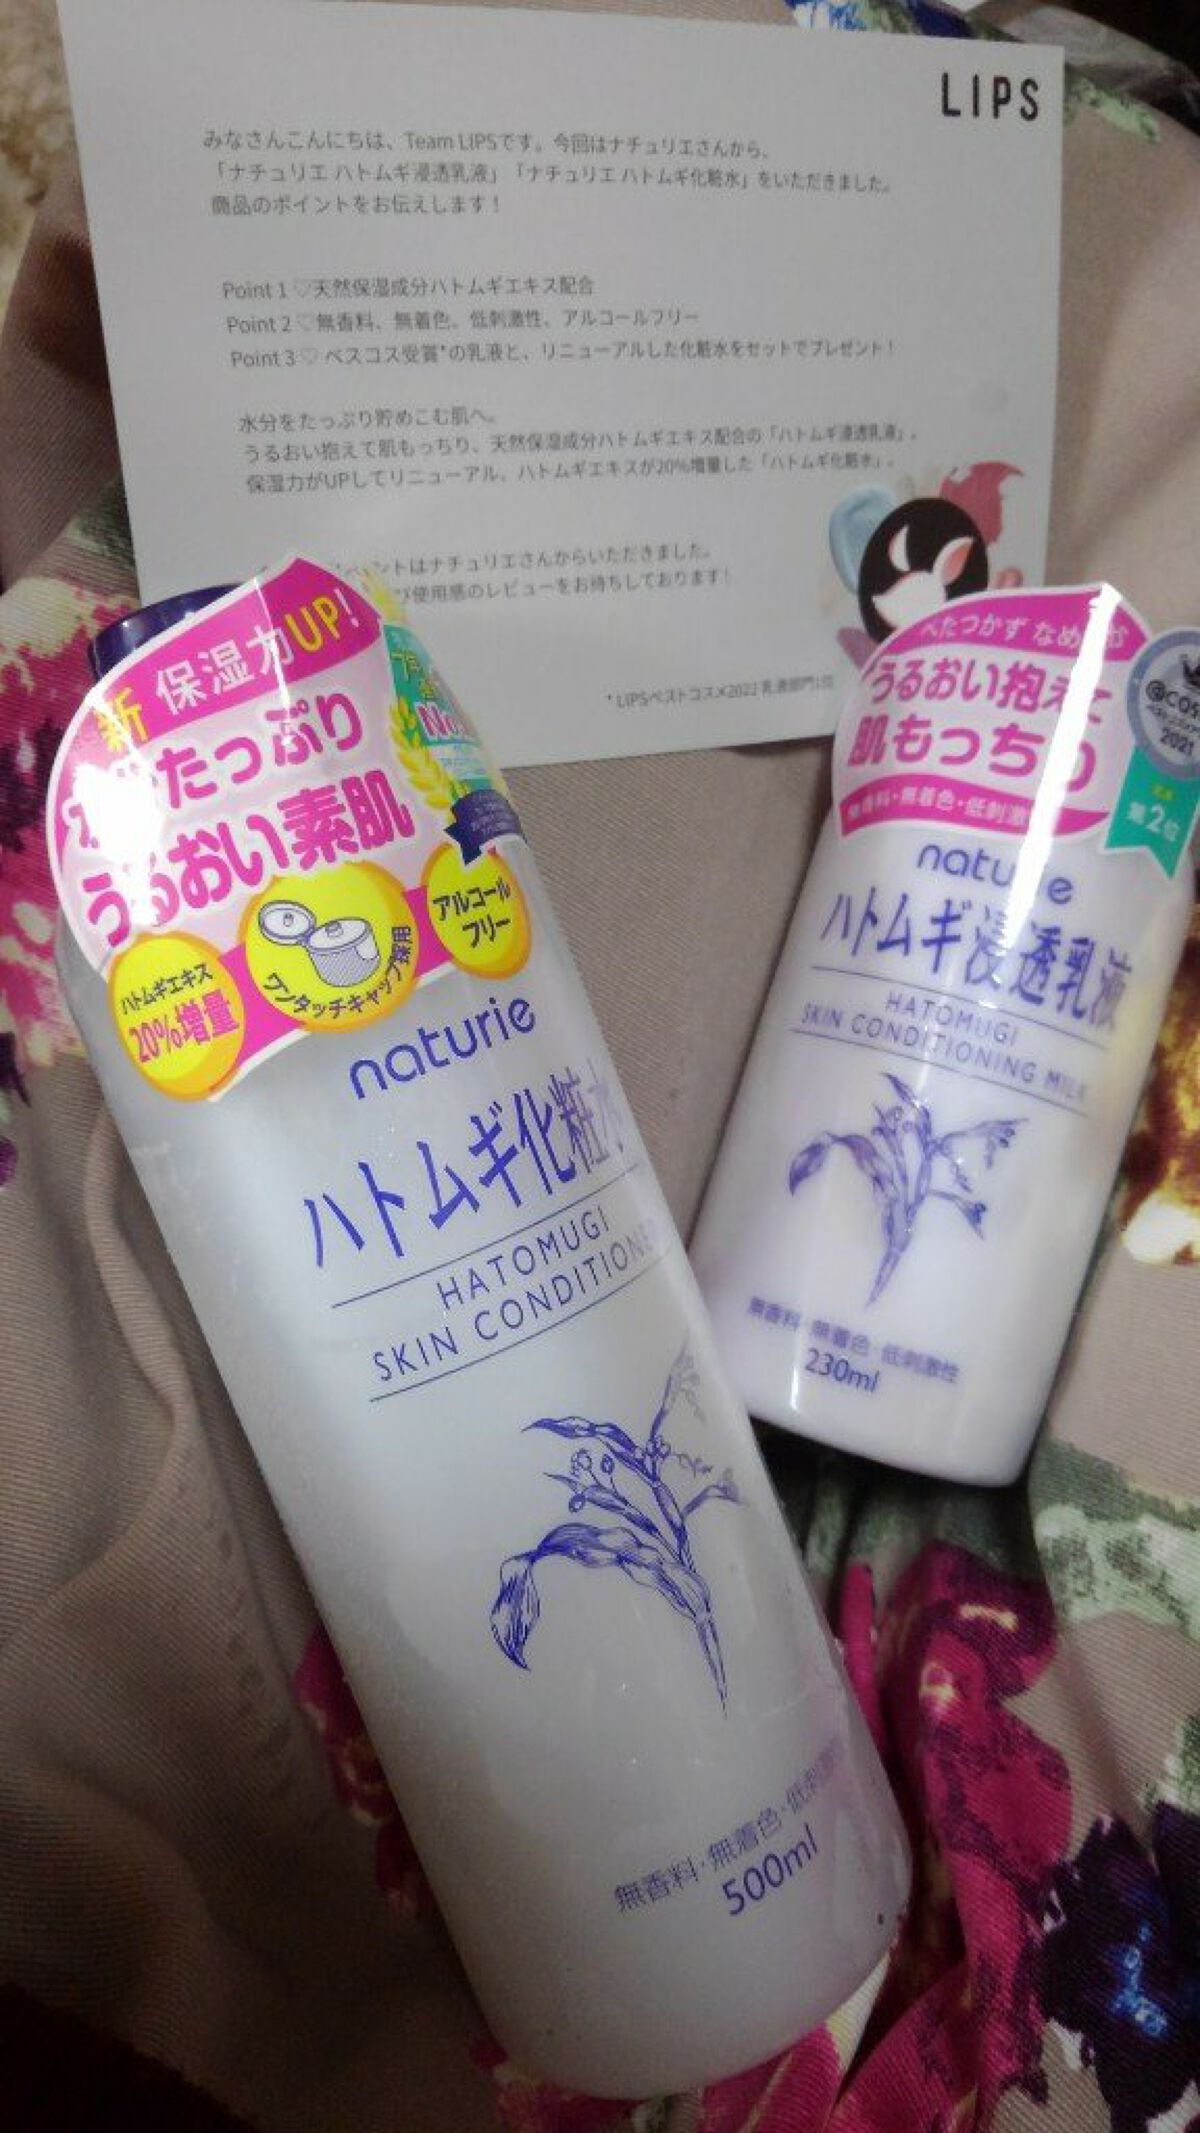 LIPS
みなさんこんにちは、Team LIPSです。今回はナチュリエさんから、
「ナチュリエ ハトムギ浸透乳液」「ナチュリエ ハトムギ化粧水」をいただきました。
商品のポイントをお伝えします！
Point 1 ♡天然保湿成分ハトムギエキス配合
Point 2 ♡無香料、無着色、低刺激性、アルコールフリー
Point 3 ♡ ベスコス受賞*の乳液と、リニューアルした化粧水をセットでプレゼント！
水分をたっぷり貯めこむ肌へ。
うるおい抱えて肌もっちり、天然保湿成分ハトムギエキス配合の「ハトムギ浸透乳液」。
保湿力がUPしてリニューアル、ハトムギエキスが20%増量した「ハトムギ化粧水」。
ントはナチュリエさんからいただきました。
び使用感のレビューをお待ちしております！
*LIPSベストコスメ2022 乳液部門1位
新 保湿力UP!
たっぷり
うるおい素肌
No.
ハトムギエキス
20%増量
ワンタッチキャップ採用
アルコール
フリー
naturie
ハトムギ化粧水
HATOMUGI
SKIN CONDITIONE
無香料・無着色・低刺激
500ml
べたつかず なめ
うるおい抱えて
肌もっちり
無香料・無着色・低刺激
@cos
2021
第2位
naturie
ハトムギ浸透乳液
HATOMUGI
SKIN CONDITIONING MILK
無香料・無着色・低刺激性
230ml